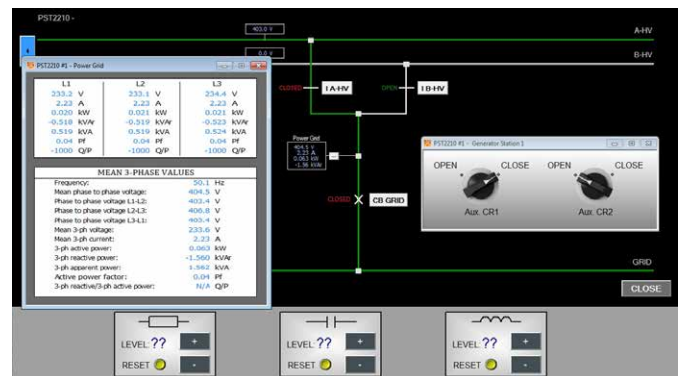 PST2210 -
403.0 V
A-HV
0.0 V
B-HV
PST2210 #1 - Power Grid
L1 L2 L3
233.2 V 233.1 V 234.4 V
2.23 A 2.23 A 2.23 A
0.020 kW 0.021 kW 0.021 kW
-0.518 kVAr -0.519 kVAr -0.523 kVAr
0.519 kVA 0.519 kVA 0.524 kVA
0.04 Pf 0.04 Pf 0.04 Pf
-1000 Q/P -1000 Q/P -1000 Q/P
MEAN 3-PHASE VALUES
Frequency: 50.1 Hz
Mean phase to phase voltage: 404.5 V
Phase to phase voltage L1-L2: 403.4 V
Phase to phase voltage L2-L3: 406.8 V
Phase to phase voltage L3-L1: 403.4 V
Mean 3-ph voltage: 233.6 V
Mean 3-ph current: 2.23 A
3-ph active power: 0.063 kW
3-ph reactive power: -1.560 kVAr
3-ph apparent power: 1.562 kVA
Active power factor: 0.04 Pf
3-ph reactive/3-ph active power: N/A Q/P
CLOSED I A-HV
OPEN I B-HV
Power Grid
404.5 V
2.23 A
0.063 kW
-1.56 kVAr
CLOSED CB GRID
PST2210 #1 - Generator Station 1
OPEN CLOSE OPEN CLOSE
Aux. CR1 Aux. CR2
GRID
CLOSE
LEVEL: ?? +
RESET -
LEVEL: ?? +
RESET -
LEVEL: ?? +
RESET -